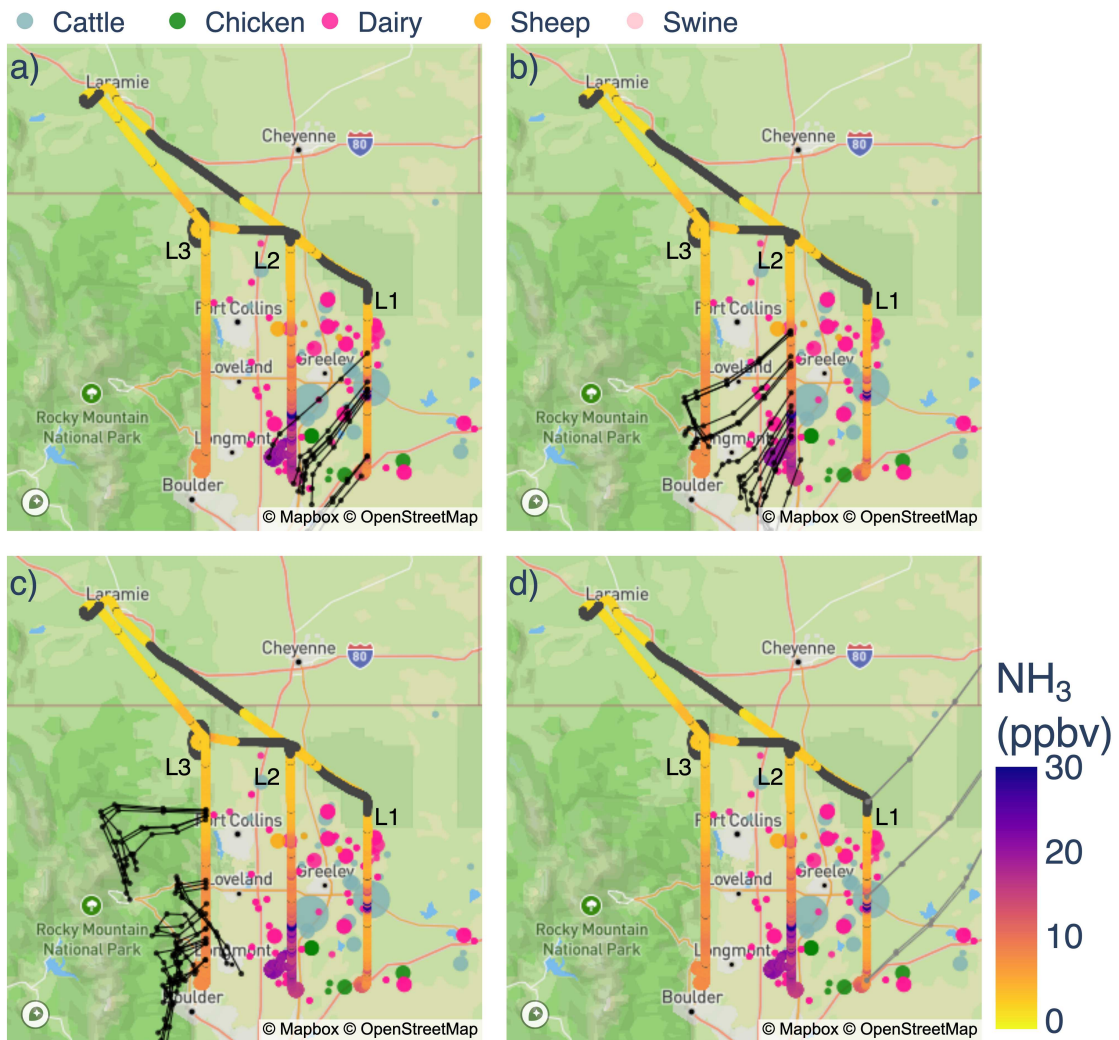 Cattle Chicken Dairy Sheep Swine
a)
Laramie
Cheyenne
80
L3
L2
L1
Fort Collins
Loveland
Greeley
Rocky Mountain
National Park
Longmont
Boulder
© Mapbox © OpenStreetMap
b)
Laramie
Cheyenne
80
L3
L2
L1
Fort Collins
Loveland
Greeley
Rocky Mountain
National Park
ngmont
Boulder
© Mapbox © OpenStreetMap
c)
Laramie
Cheyenne
80
L3
L2
L1
rt Collins
Loveland
Greeley
Rocky Mountain
National Park
Longmont
oulder
© Mapbox © OpenStreetMap
d)
Laramie
Cheyenne
80
L3
L2
L1
Fort Collins
Loveland
Greeley
Rocky Mountain
National Park
Longmont
Boulder
© Mapbox © OpenStreetMap
NH₃
(ppbv)
30
20
10
0